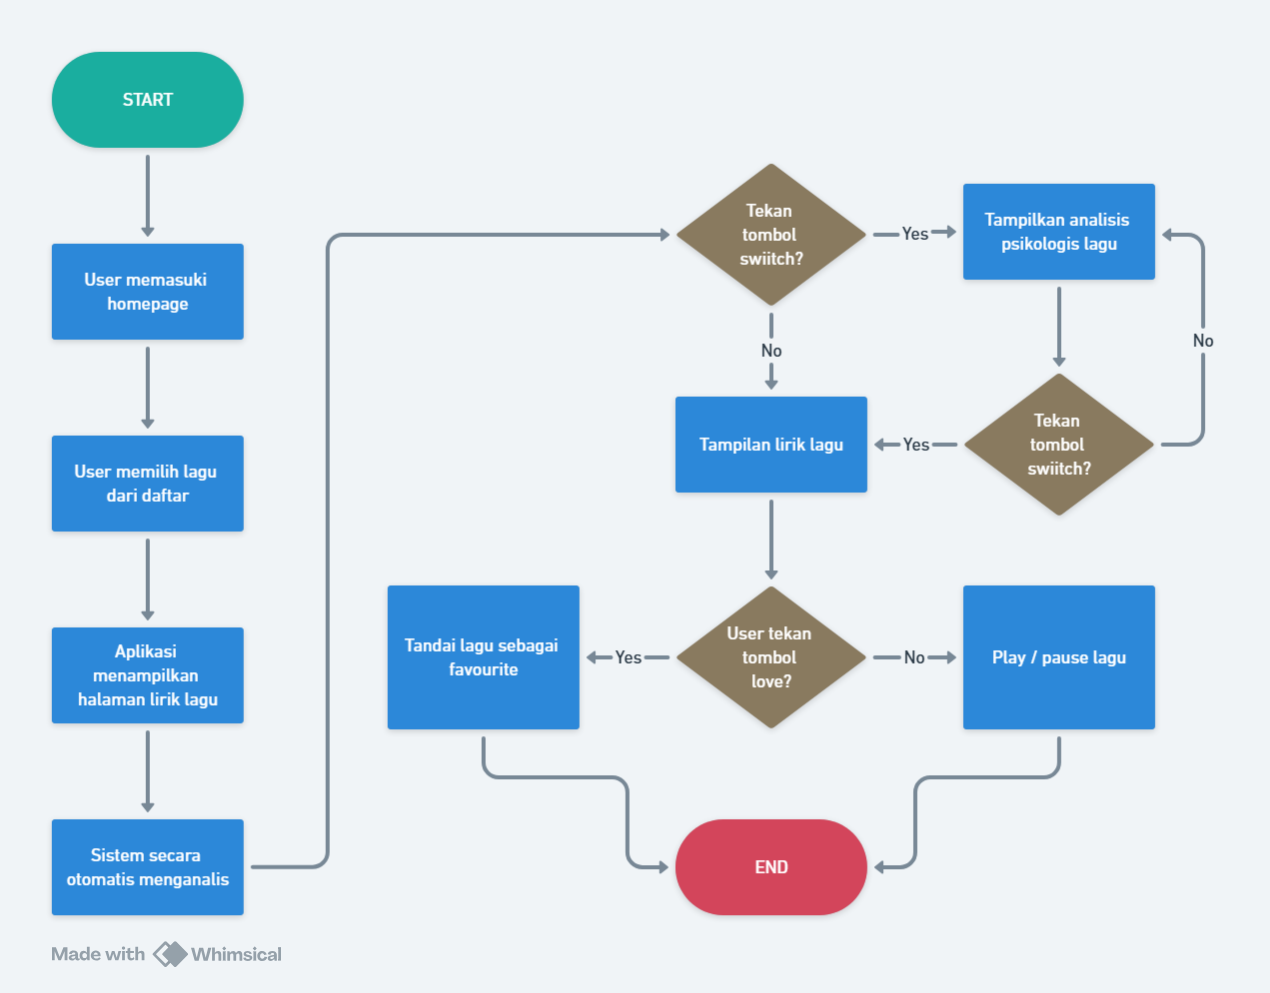 START
User memasuki
homepage
User memilih lagu
dari daftar
Aplikasi
menampilkan
halaman lirik lagu
Sistem secara
otomatis menganalis
Tekan
tombol
swiitch?
Yes
Tampilkan analisis
psikologis lagu
No
No
Tampilan lirik lagu
Yes
Tekan
tombol
swiitch?
Tandai lagu sebagai
favourite
Yes
User tekan
tombol
love?
No
Play / pause lagu
END
Made with Whimsical